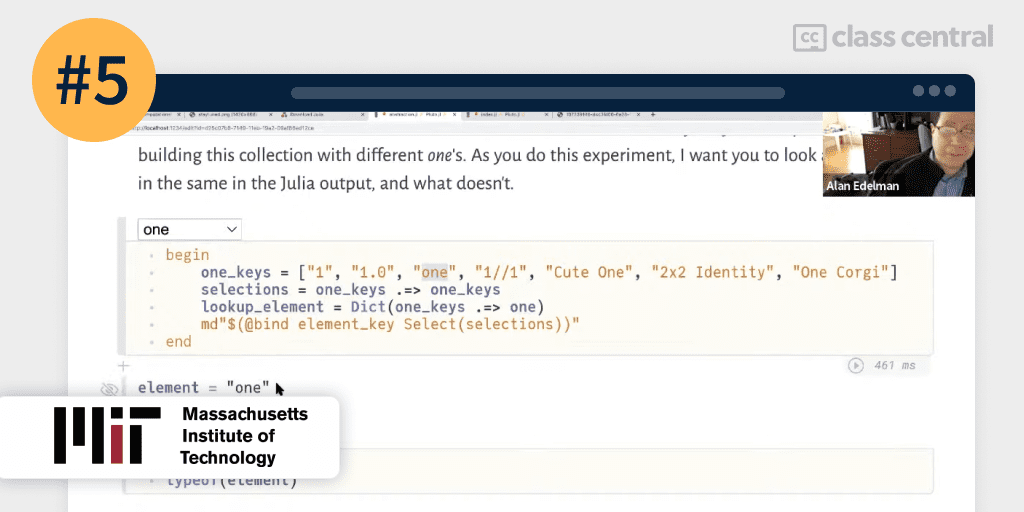 #5
CC class central
building this collection with different one's. As you do this experiment, I want you to look
in the same in the Julia output, and what doesn't.
Alan Edelman
one
begin
one_keys = ["1", "1.0", "one", "1//1", "Cute One", "2x2 Identity", "One Corgi"]
selections = one_keys .=> one_keys
lookup_element = Dict(one_keys .=> one)
md"$(@bind element_key Select(selections))"
end
461 ms
element = "one"
Massachusetts
Institute of
Technology
typeof(element)